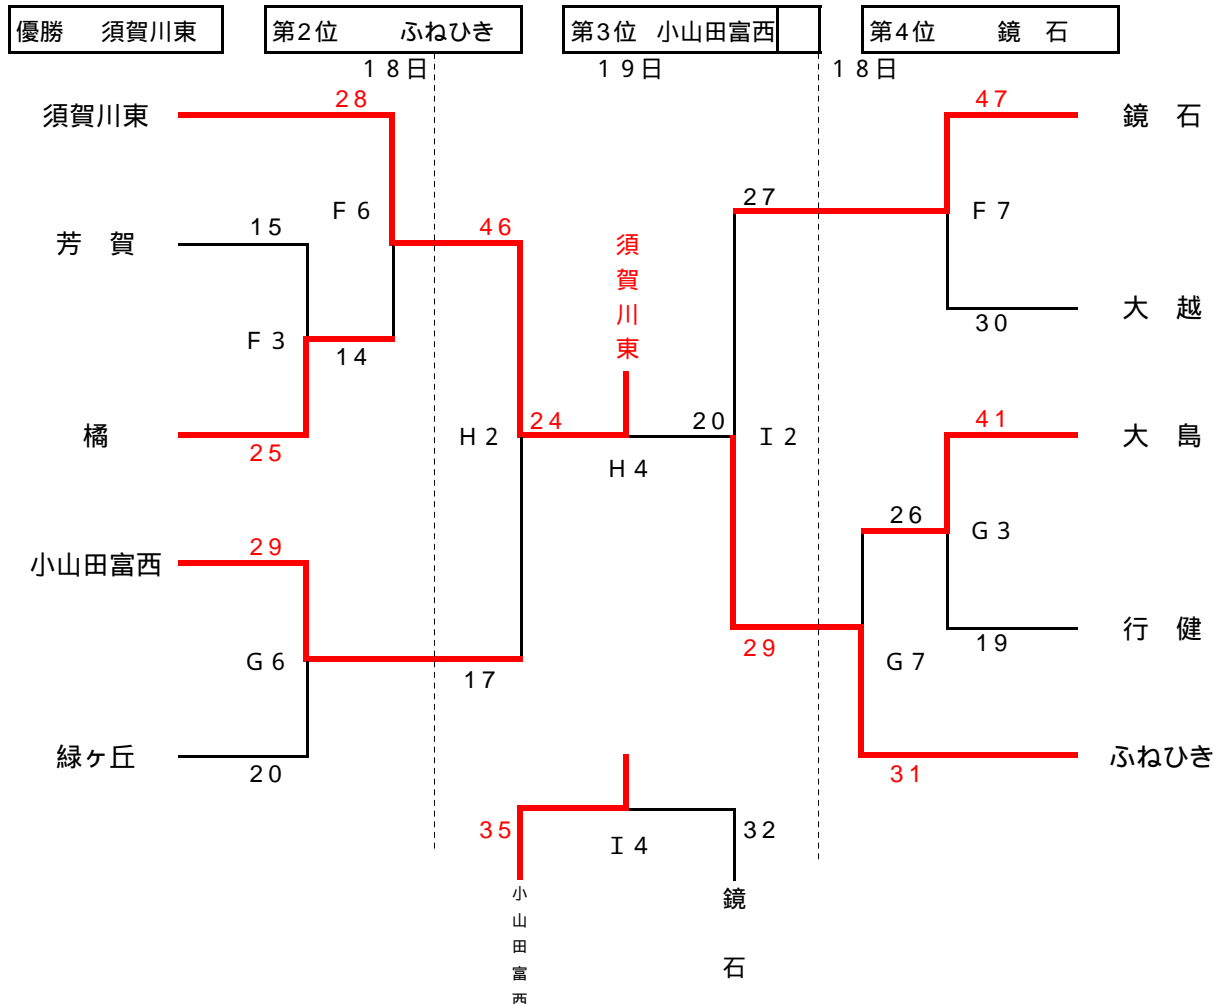 優勝　須賀川東　第2位　ふねひき　第3位　小山田富西　第4位　鏡　石
１８日　１９日　１８日
須賀川東　28　47　鏡　石
Ｆ６　27　Ｆ７
芳　賀　15　46　須賀川東
Ｆ３　14　30　大　越
橘　25　Ｈ２　24　20　Ｉ２　41　大　島
Ｈ４
小山田富西　29　26　Ｇ３
行　健　19
Ｇ６　17　29　Ｇ７
緑ヶ丘　20　31　ふねひき
35　Ｉ４　32
小山田富西　鏡石